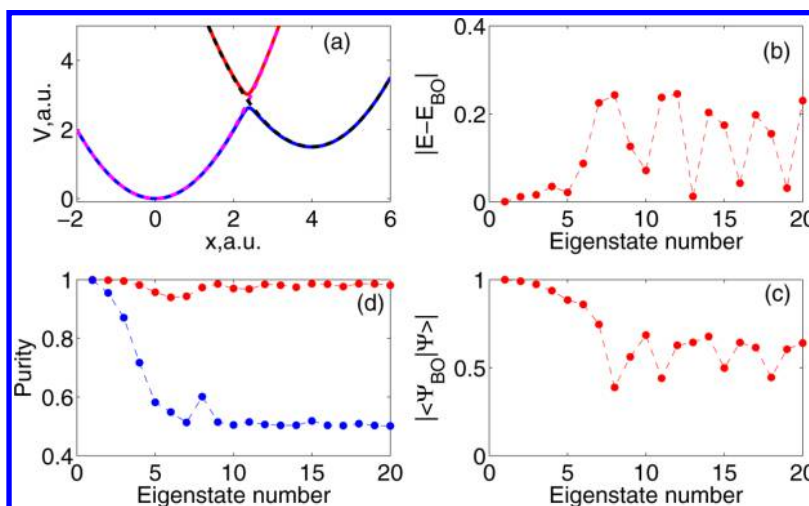 (a)
V,a.u.
4
2
0
−2 0 2 4 6
x,a.u.
(b)
|E−E_BO|
0.4
0.2
0
0 5 10 15 20
Eigenstate number
(d)
Purity
1
0.8
0.6
0.4
0 5 10 15 20
Eigenstate number
(c)
|<Ψ_BO|Ψ>|
1
0.5
0
0 5 10 15 20
Eigenstate number